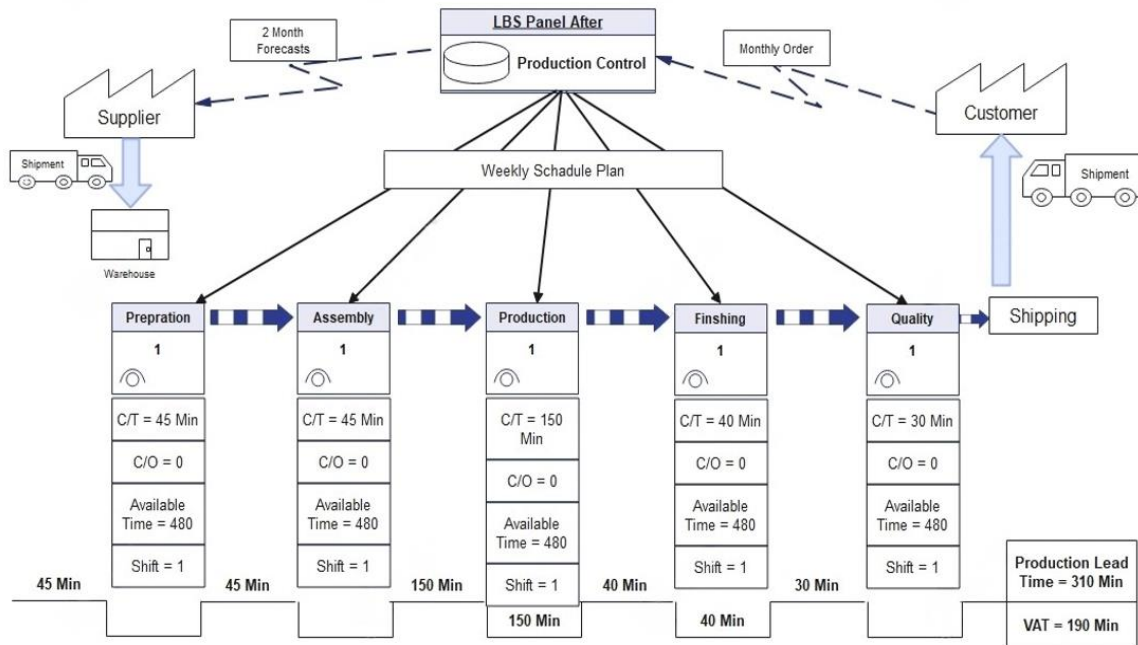 LBS Panel After
2 Month
Forecasts
Monthly Order
Production Control
Supplier
Customer
Shipment
Weekly Schadule Plan
Shipment
Warehouse
Prepration
Assembly
Production
Finshing
Quality
Shipping
1
1
1
1
1
C/T = 45 Min
C/T = 45 Min
C/T = 150
Min
C/T = 40 Min
C/T = 30 Min
C/O = 0
C/O = 0
C/O = 0
C/O = 0
C/O = 0
Available
Time = 480
Available
Time = 480
Available
Time = 480
Available
Time = 480
Available
Time = 480
Shift = 1
Shift = 1
Shift = 1
Shift = 1
Shift = 1
45 Min
45 Min
150 Min
40 Min
30 Min
Production Lead
Time = 310 Min
150 Min
40 Min
VAT = 190 Min